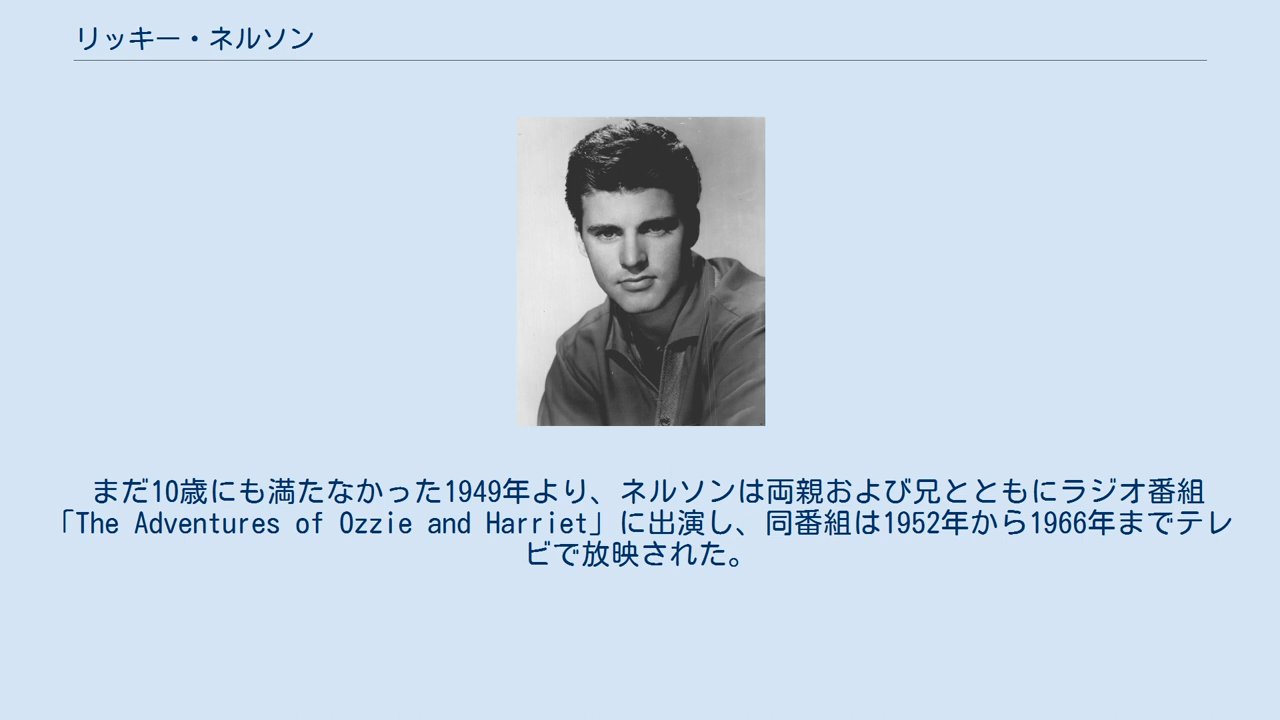 リッキー・ネルソン
まだ10歳にも満たなかった1949年より、ネルソンは両親および兄とともにラジオ番組
「The Adventures of Ozzie and Harriet」に出演し、同番組は1952年から1966年までテレ
ビで放映された。